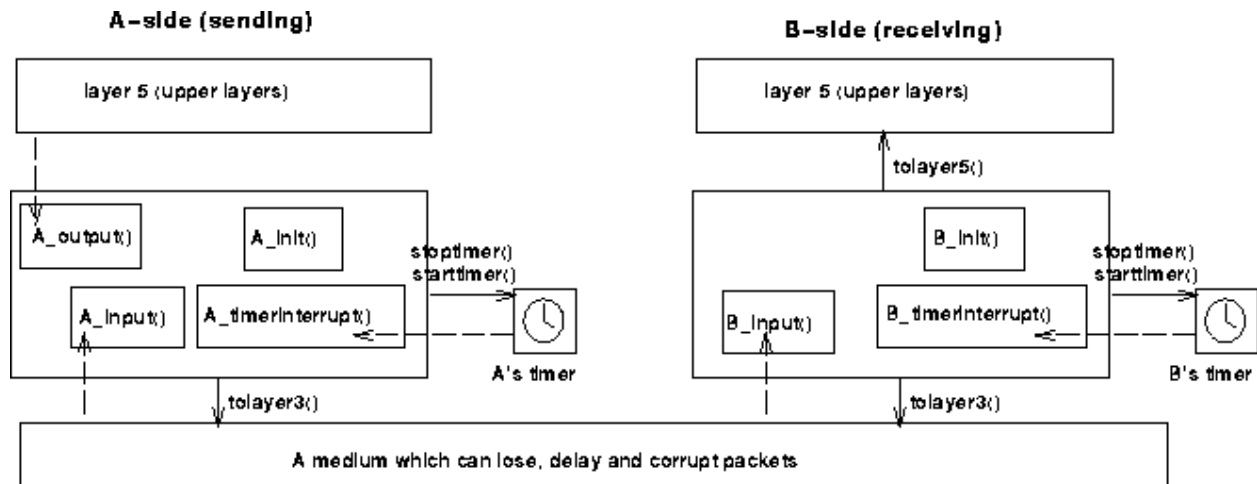 A-side (sending)
B-side (receiving)
layer 5 (upper layers)
layer 5 (upper layers)
tolayer5()
A_output()
A_init()
B_init()
stoptimer()
starttimer()
stoptimer()
starttimer()
A_input()
A_timerinterrupt()
B_input()
B_timerinterrupt()
A's timer
B's timer
tolayer3()
tolayer3()
A medium which can lose, delay and corrupt packets